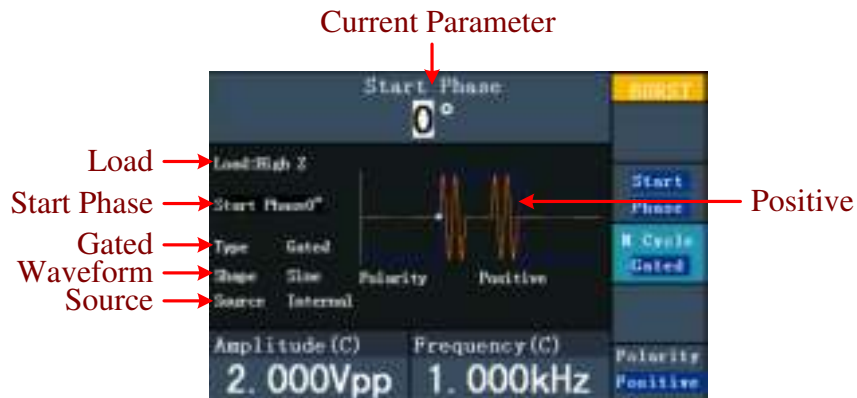 Current Parameter
Start Phase
0°
BURST
Load
Load:High Z
Start Phase
Start Phase0°
Start
Phase
Positive
Gated
Type Gated
N Cycle
Gated
Waveform
Shape Sine
Polarity Positive
Source
Source Internal
Amplitude(C)
Frequency(C)
2.000Vpp
1.000kHz
Polarity
Positive